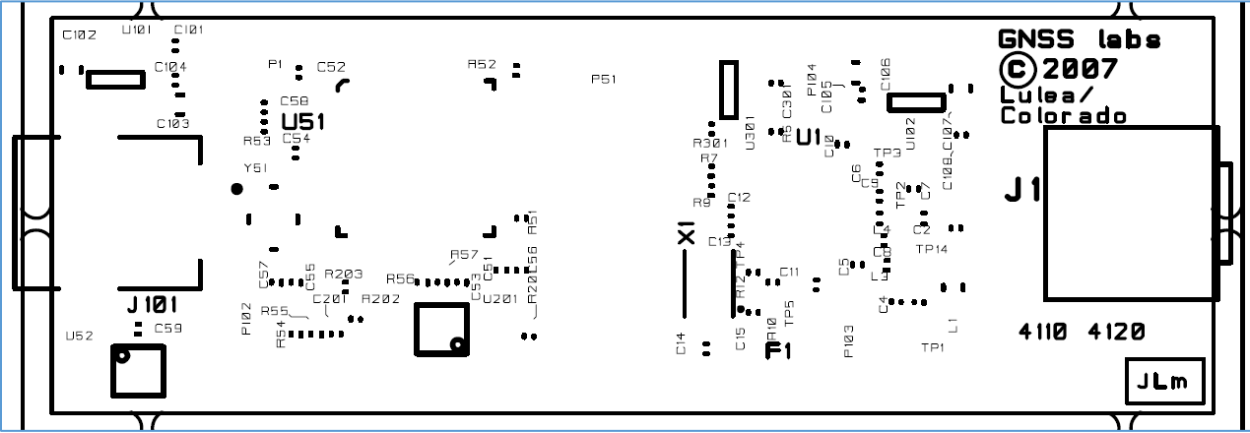 C102
U101
C101
GNSS labs
© 2007
Lulea/
Colorado
C104
P1
C52
R52
P51
P104
C105
C106
C103
C58
U51
R53
C54
C301
U301
R301
R5
U1
C10
U102
C107
C108
Y51
R7
R9
TP3
C6
C9
TP2
C7
J1
C12
X1
C13
R51
C4
C2
C8
TP14
C57
C55
R203
R56
R57
C53
C51
C56
TP4
C11
C5
L3
J101
P102
C201
R202
R55
R54
U201
R201
R12
TP5
C4
L1
U52
C59
C14
C15
R10
F1
P103
TP1
4110 4120
JLm